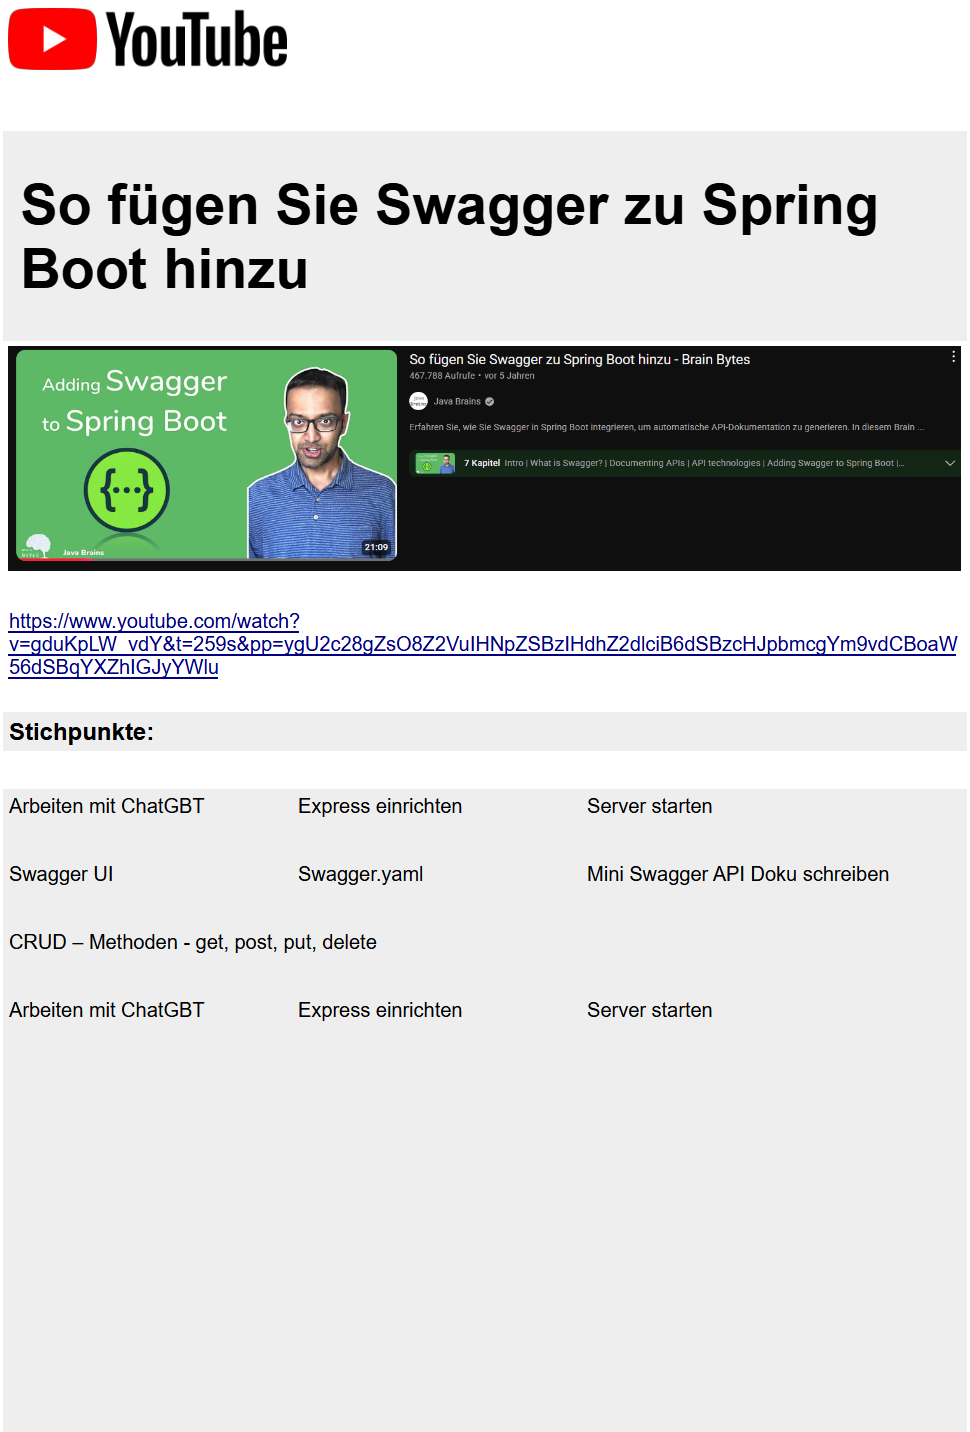 YouTube
So fügen Sie Swagger zu Spring
Boot hinzu
Adding Swagger
to Spring Boot
{···}
Java Brains
21:09
So fügen Sie Swagger zu Spring Boot hinzu - Brain Bytes
467.788 Aufrufe • vor 5 Jahren
Java Brains
Erfahren Sie, wie Sie Swagger in Spring Boot integrieren, um automatische API-Dokumentation zu generieren. In diesem Brain ...
7 Kapitel Intro | What is Swagger? | Documenting APIs | API technologies | Adding Swagger to Spring Boot |...
https://www.youtube.com/watch?
v=gduKpLW_vdY&t=259s&pp=ygU2c28gZsO8Z2VuIHNpZSBzIHdhZ2dlciB6dSBzcHJpbmcgYm9vdCBoaW
56dSBqYXZhIGJyYWlu
Stichpunkte:
Arbeiten mit ChatGBT Express einrichten Server starten
Swagger UI Swagger.yaml Mini Swagger API Doku schreiben
CRUD – Methoden - get, post, put, delete
Arbeiten mit ChatGBT Express einrichten Server starten